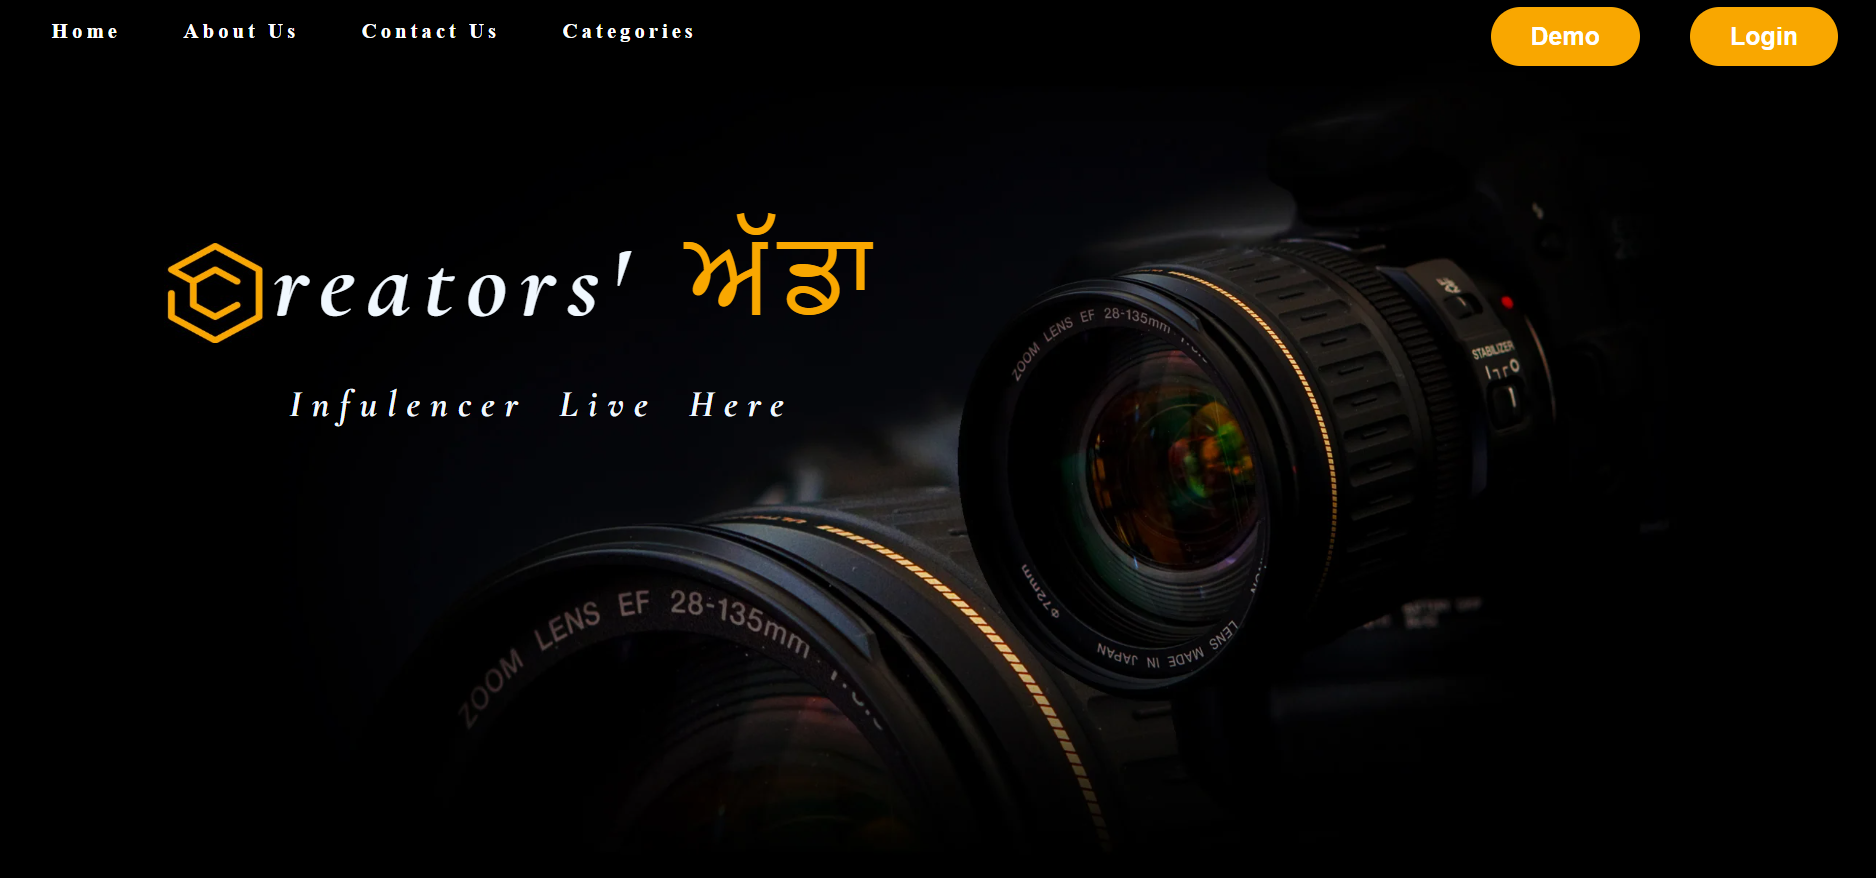 Home About Us Contact Us Categories Demo Login
Creators' ਅੱਡਾ
Infulencer Live Here
ZOOM LENS EF 28-135mm
STABILIZER
φ72mm
LENS MADE IN JAPAN
ZOOM LENS EF 28-135mm